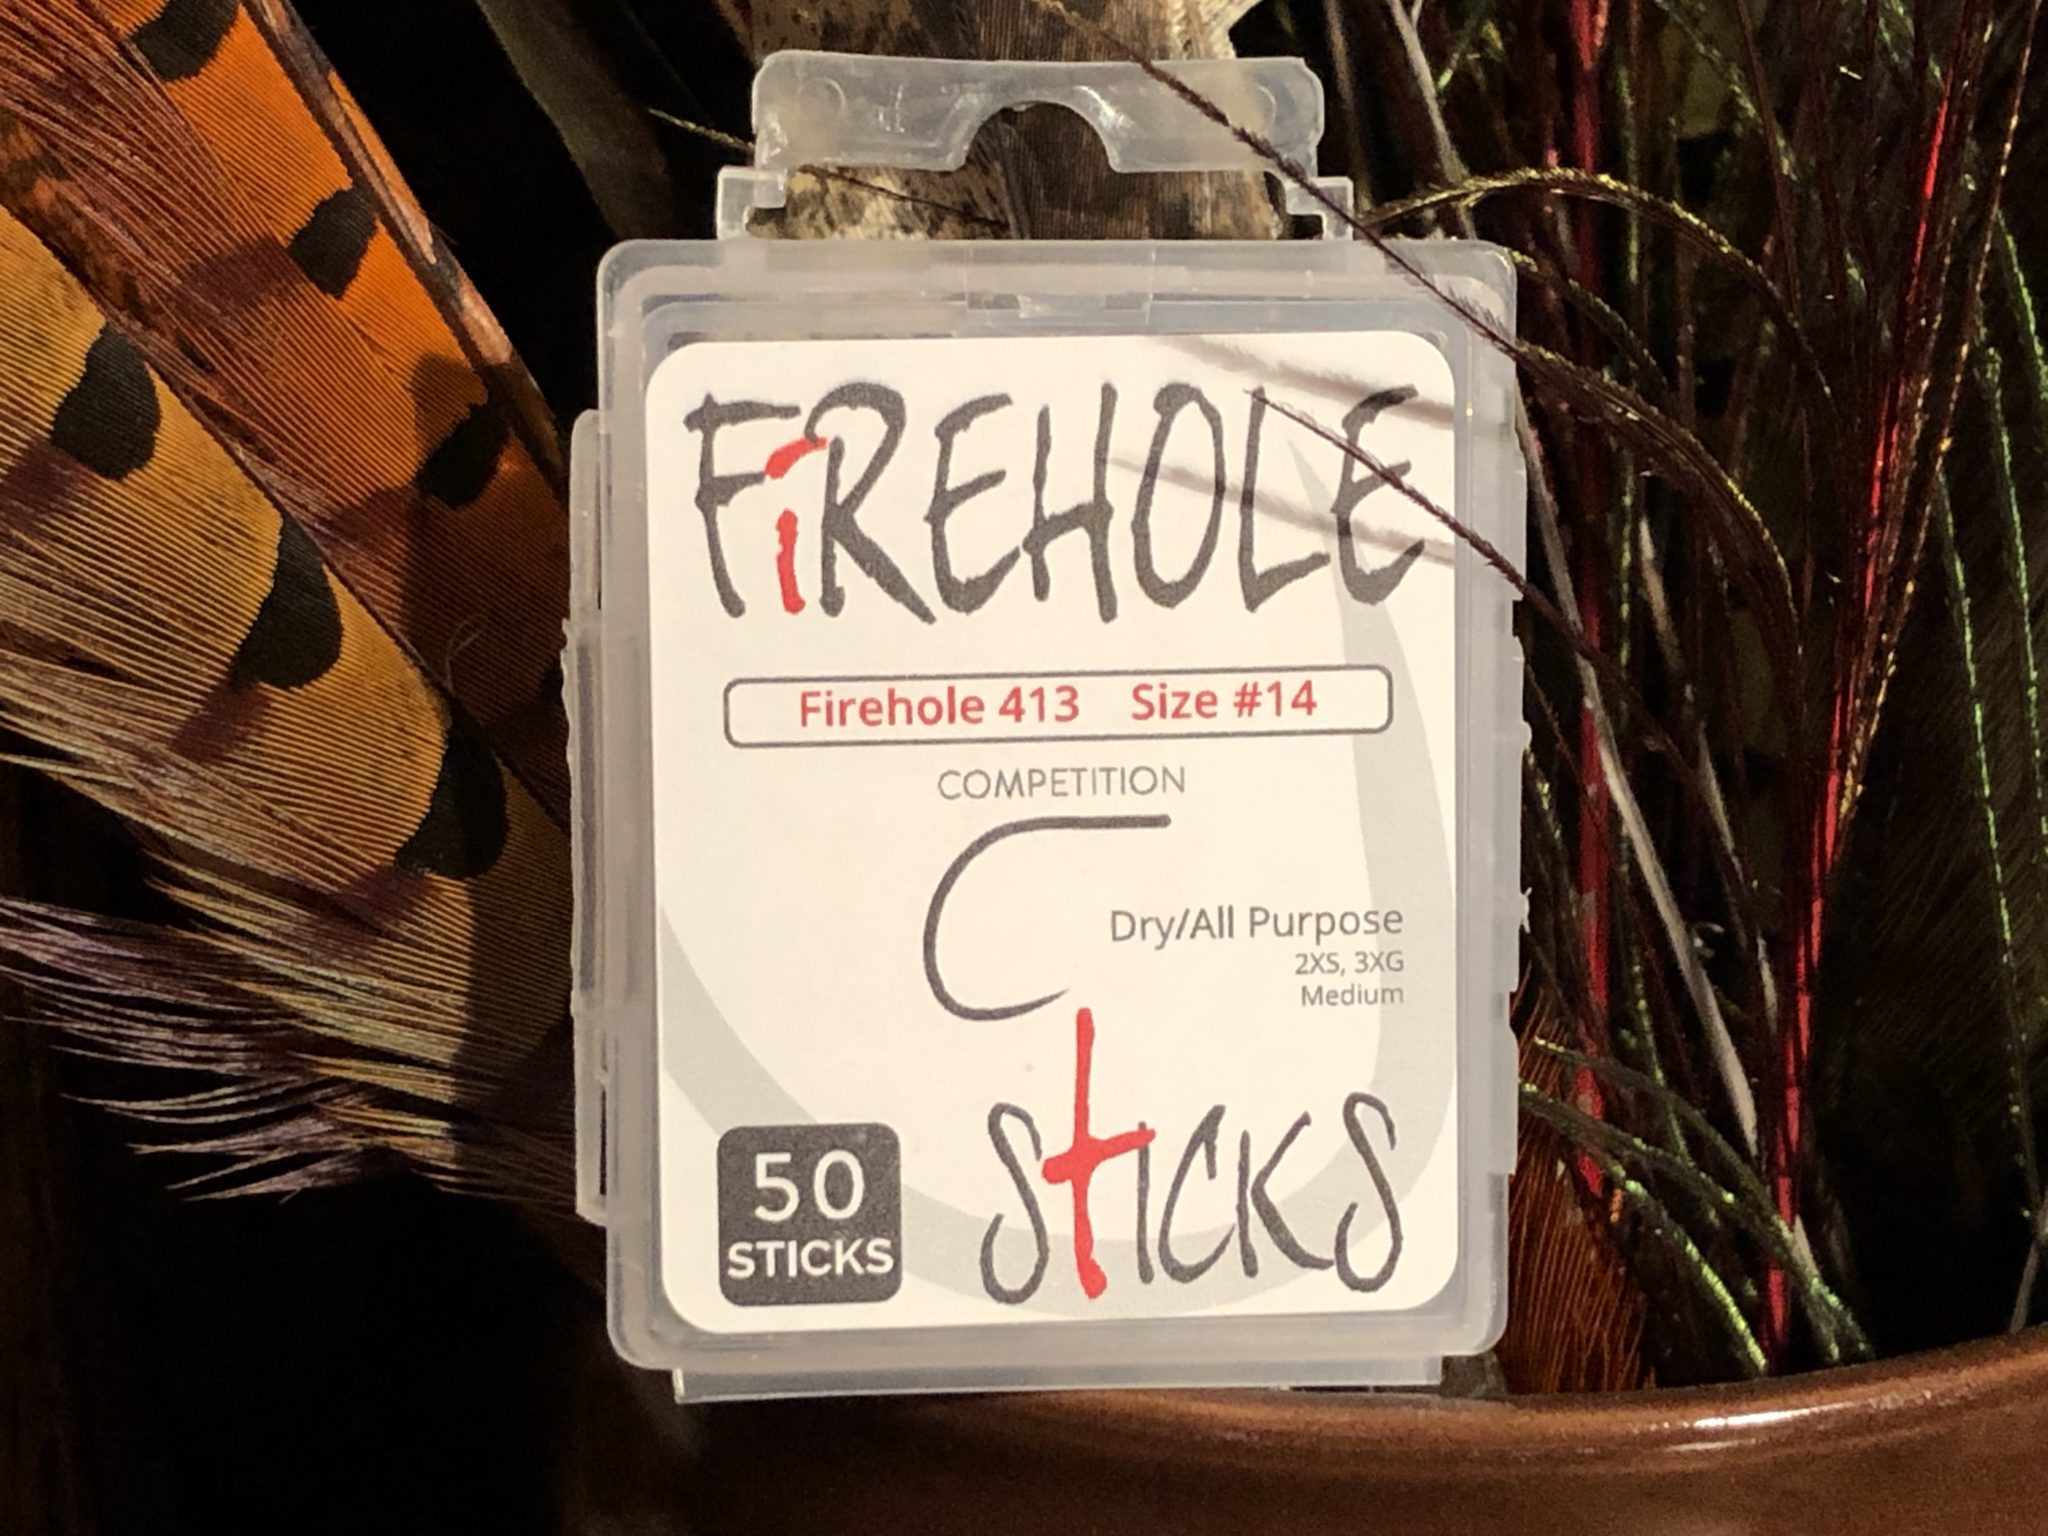 FiREHOLE
Firehole 413 Size #14
COMPETITION
Dry/All Purpose
2XS, 3XG
Medium
StICKS
50
STICKS